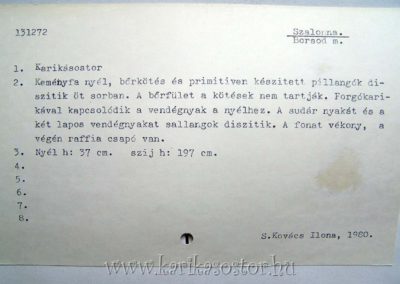 131272
Szalonna.
Borsod m.
1. Karikásostor
2. Keményfa nyél, bőrkötés és primitiven készitett pillangók di-
szitik öt sorban. A bőrfület a kötések nem tartják. Forgókari-
kával kapcsolódik a vendégnyak a nyélhez. A sudár nyakát és a
két lapos vendégnyakat sallangok diszitik. A fonat vékony, a
végén raffia csapó van.
3. Nyél h: 37 cm. szij h: 197 cm.
4.
5.
6.
7.
8.
S.Kovács Ilona, 1980.
www.karikasostor.hu